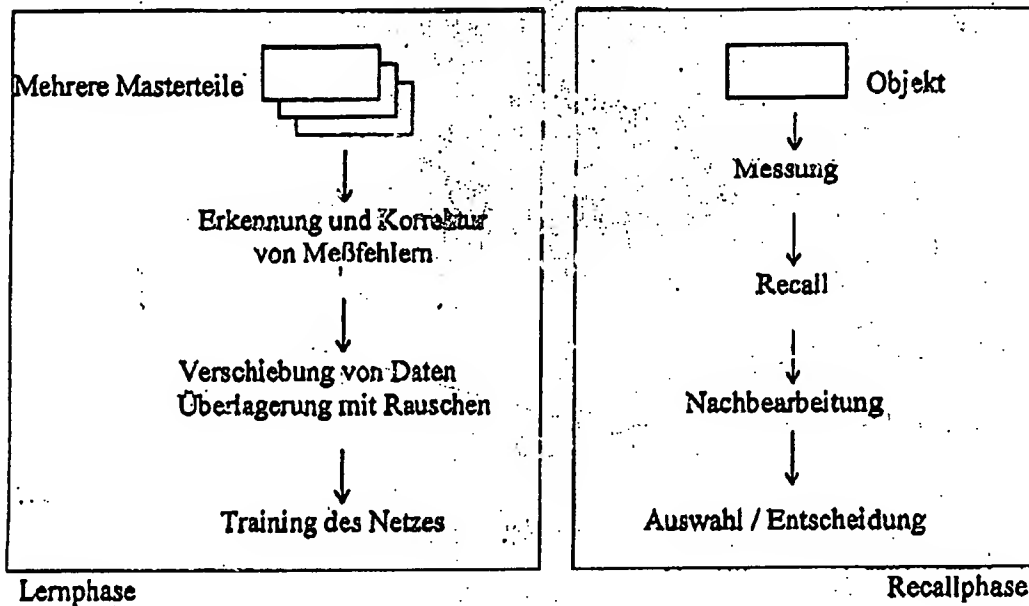 Mehrere Masterteile
Erkennung und Korrektur
von Meßfehlern
Verschiebung von Daten
Überlagerung mit Rauschen
Training des Netzes
Lernphase
Objekt
Messung
Recall
Nachbearbeitung
Auswahl / Entscheidung
Recallphase